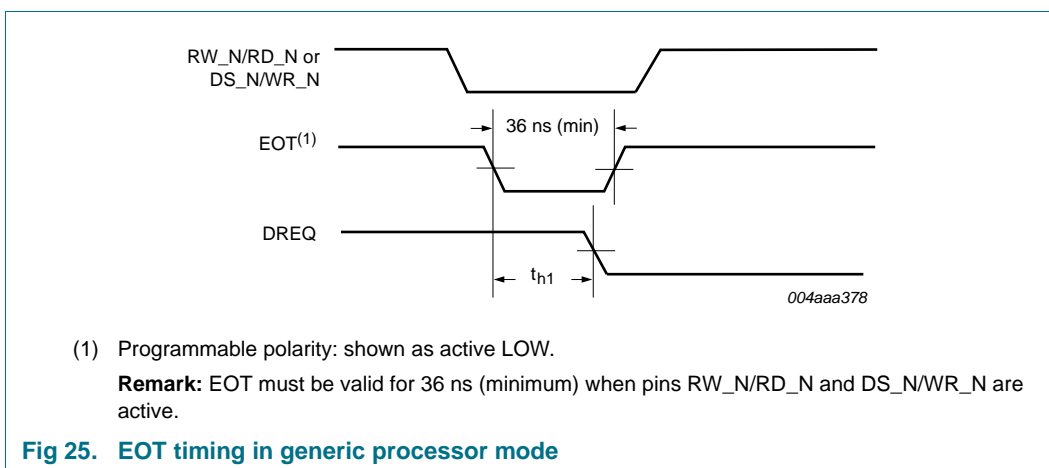 RW_N/RD_N or
DS_N/WR_N
36 ns (min)
EOT(1)
DREQ
th1
004aaa378
(1) Programmable polarity: shown as active LOW.
Remark: EOT must be valid for 36 ns (minimum) when pins RW_N/RD_N and DS_N/WR_N are
active.
Fig 25. EOT timing in generic processor mode